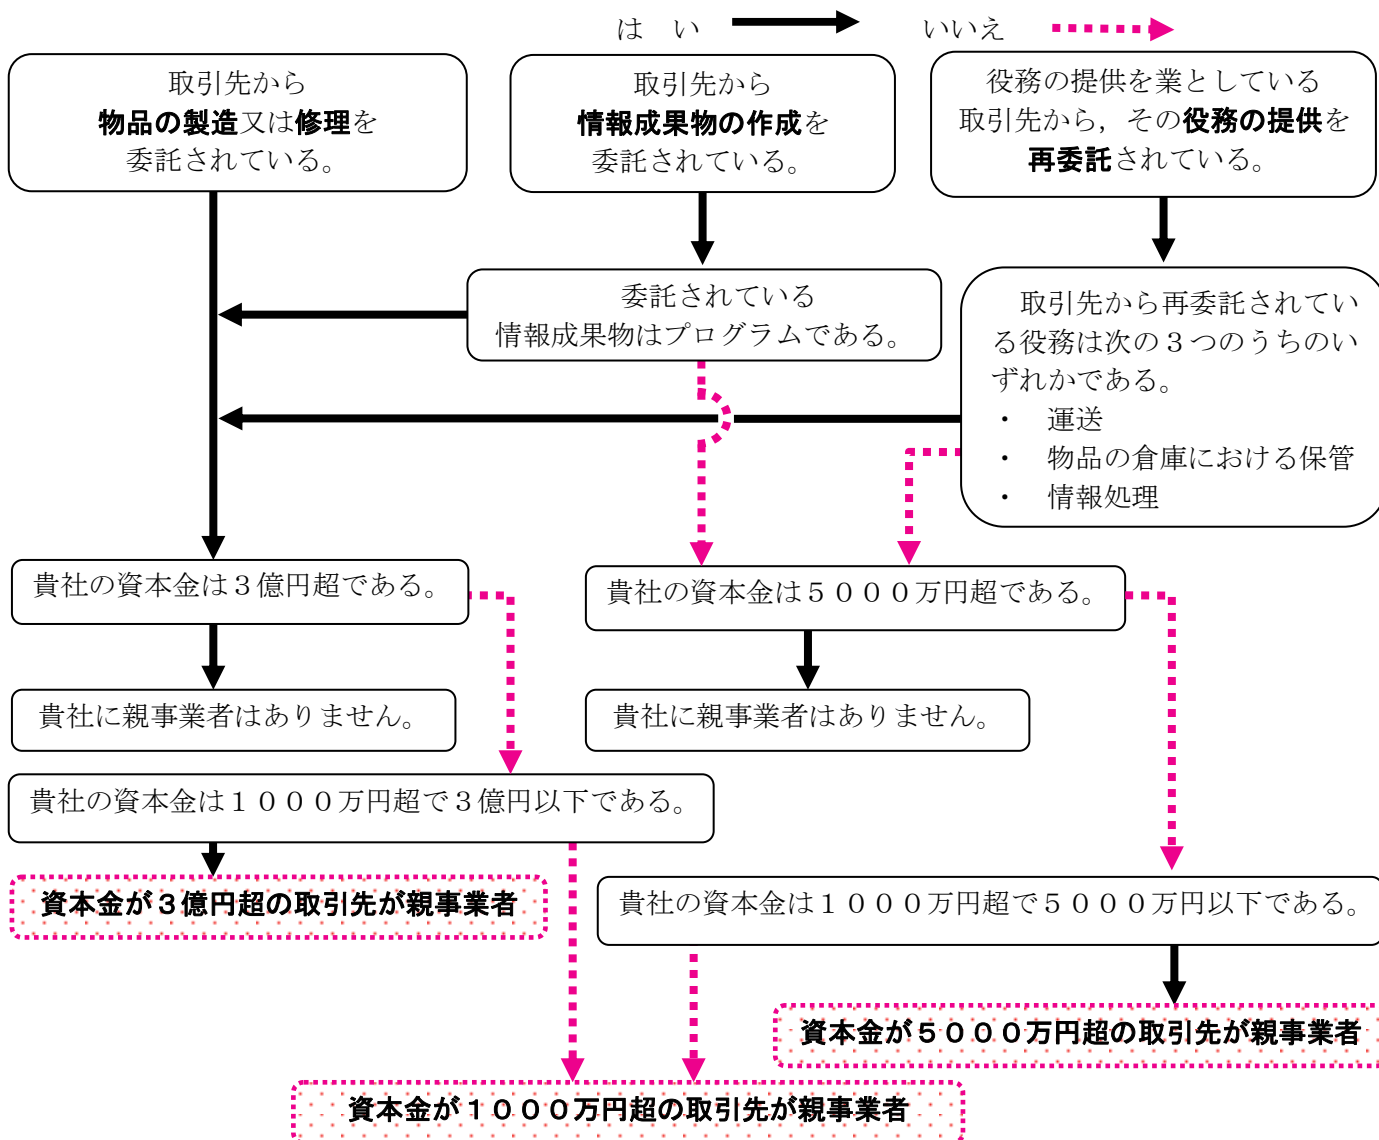 は　い　いいえ
取引先から
物品の製造又は修理を
委託されている。
取引先から
情報成果物の作成を
委託されている。
役務の提供を業としている
取引先から，その役務の提供を
再委託されている。
委託されている
情報成果物はプログラムである。
取引先から再委託されてい
る役務は次の３つのうちのい
ずれかである。
・　運送
・　物品の倉庫における保管
・　情報処理
貴社の資本金は３億円超である。
貴社の資本金は５０００万円超である。
貴社に親事業者はありません。
貴社に親事業者はありません。
貴社の資本金は１０００万円超で３億円以下である。
資本金が３億円超の取引先が親事業者
貴社の資本金は１０００万円超で５０００万円以下である。
資本金が５０００万円超の取引先が親事業者
資本金が１０００万円超の取引先が親事業者